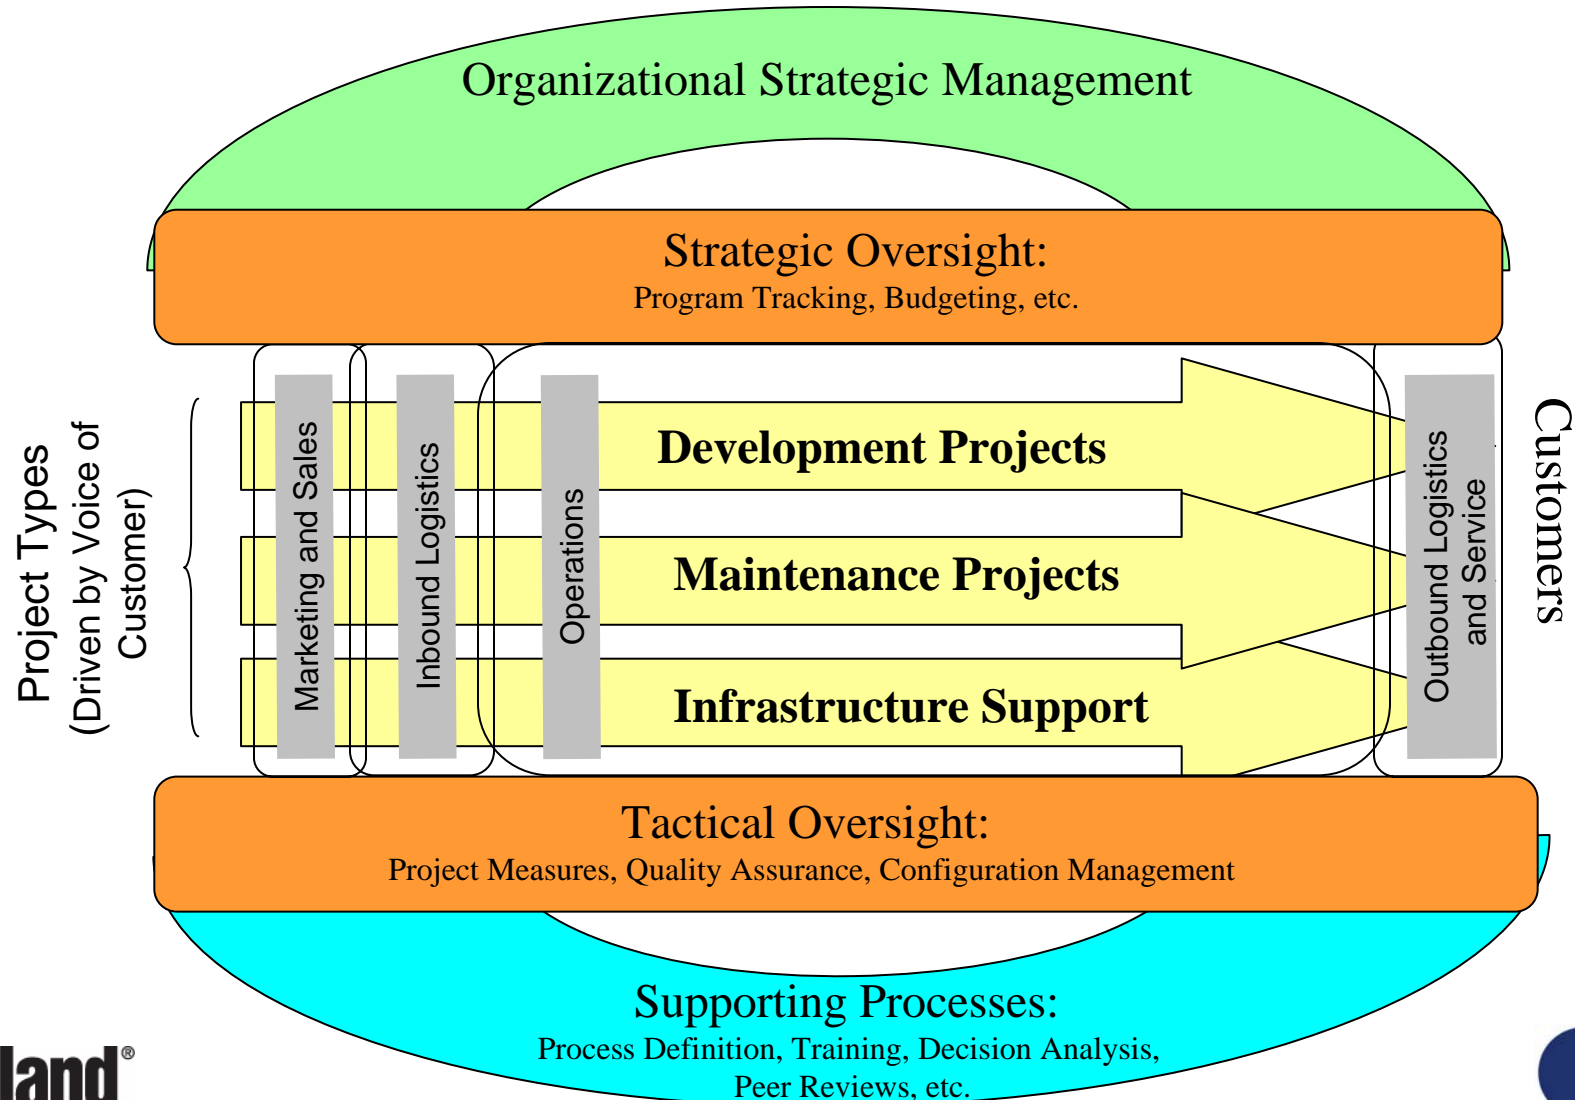 Organizational Strategic Management
Strategic Oversight:
Program Tracking, Budgeting, etc.
Project Types
(Driven by Voice of
Customer)
Marketing and Sales
Inbound Logistics
Operations
Development Projects
Maintenance Projects
Infrastructure Support
Outbound Logistics
and Service
Customers
Tactical Oversight:
Project Measures, Quality Assurance, Configuration Management
Supporting Processes:
Process Definition, Training, Decision Analysis,
Peer Reviews, etc.
land®